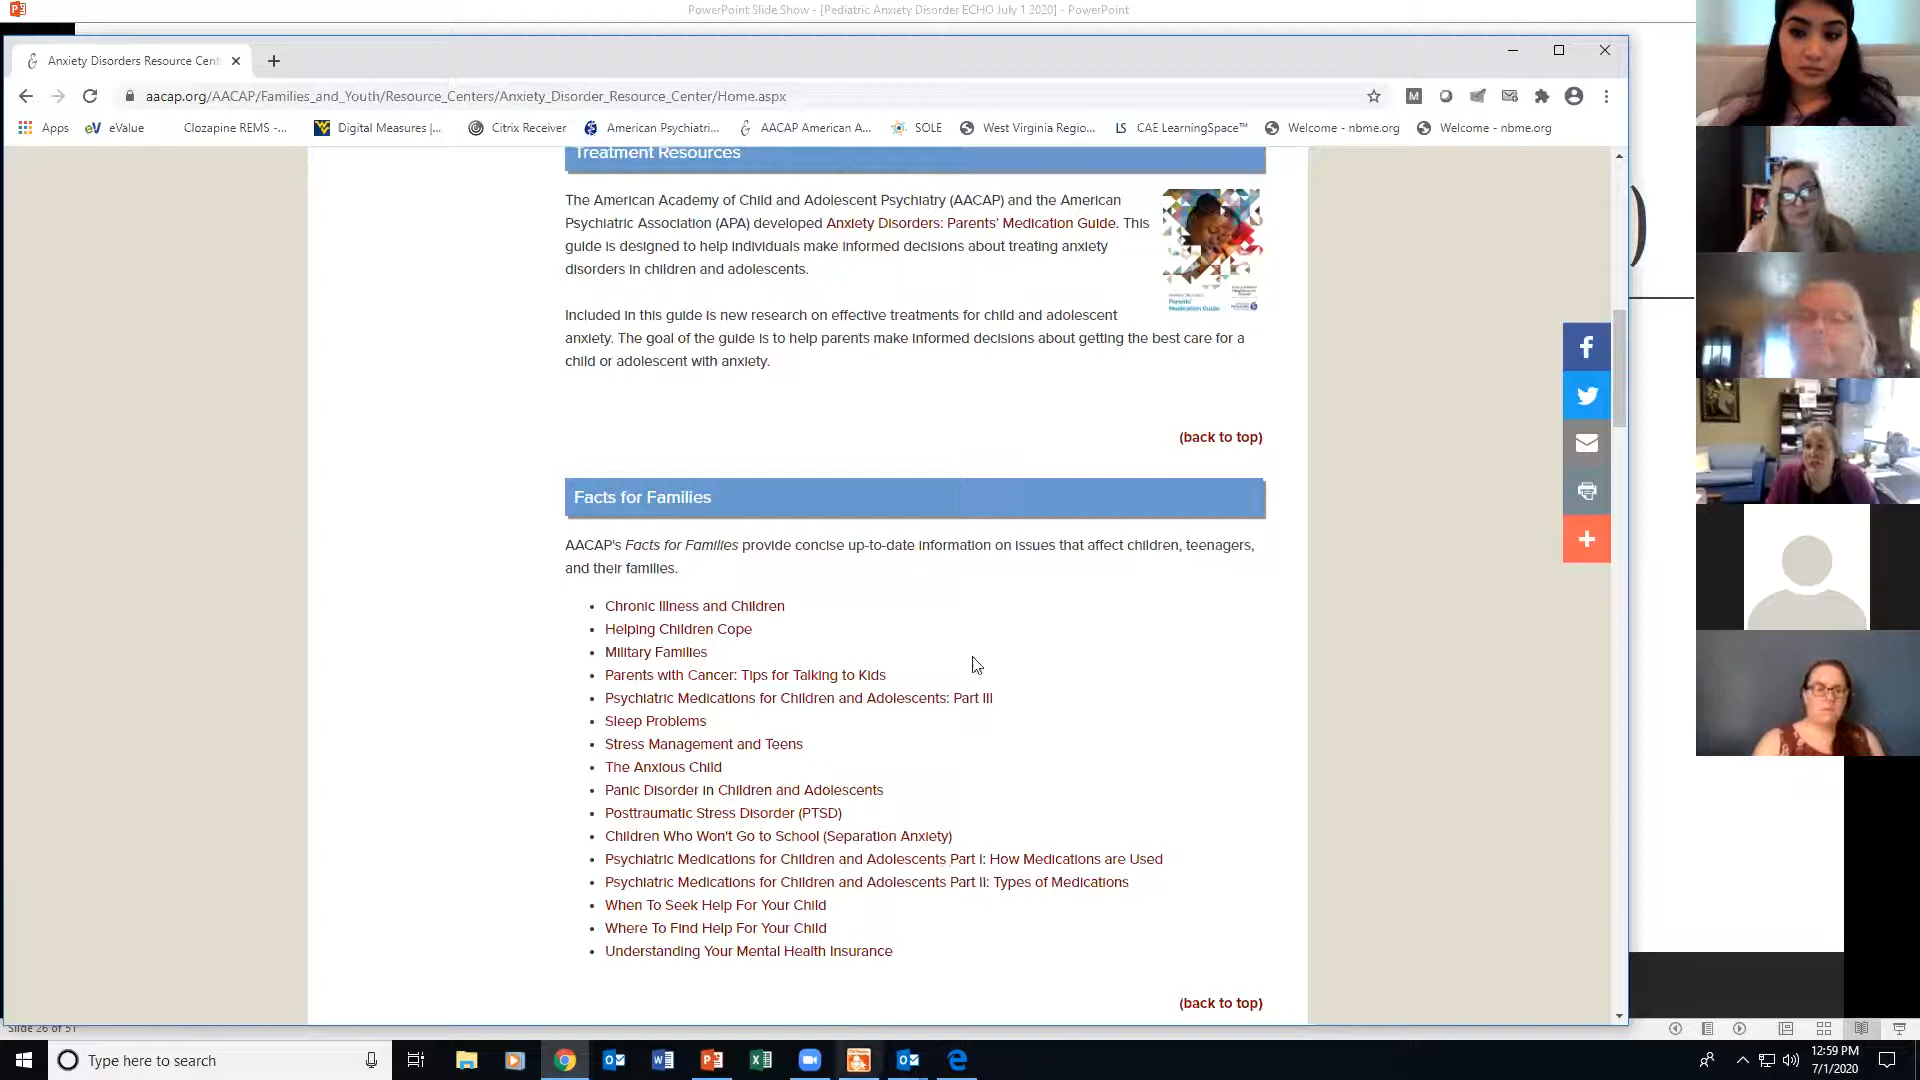 PowerPoint Slide Show - [Pediatric Anxiety Disorder ECHO July 1 2020] - PowerPoint
Anxiety Disorders Resource Cent
aacap.org/AACAP/Families_and_Youth/Resource_Centers/Anxiety_Disorder_Resource_Center/Home.aspx
Apps eValue Clozapine REMS -... Digital Measures |... Citrix Receiver American Psychiatri... AACAP American A... SOLE West Virginia Regio... CAE LearningSpace™ Welcome - nbme.org Welcome - nbme.org
Treatment Resources
The American Academy of Child and Adolescent Psychiatry (AACAP) and the American
Psychiatric Association (APA) developed Anxiety Disorders: Parents' Medication Guide. This
guide is designed to help individuals make informed decisions about treating anxiety
disorders in children and adolescents.
Parents'
Medication Guide
Included in this guide is new research on effective treatments for child and adolescent
anxiety. The goal of the guide is to help parents make informed decisions about getting the best care for a
child or adolescent with anxiety.
(back to top)
Facts for Families
AACAP's Facts for Families provide concise up-to-date information on issues that affect children, teenagers,
and their families.
• Chronic Illness and Children
• Helping Children Cope
• Military Families
• Parents with Cancer: Tips for Talking to Kids
• Psychiatric Medications for Children and Adolescents: Part III
• Sleep Problems
• Stress Management and Teens
• The Anxious Child
• Panic Disorder in Children and Adolescents
• Posttraumatic Stress Disorder (PTSD)
• Children Who Won't Go to School (Separation Anxiety)
• Psychiatric Medications for Children and Adolescents Part I: How Medications are Used
• Psychiatric Medications for Children and Adolescents Part II: Types of Medications
• When To Seek Help For Your Child
• Where To Find Help For Your Child
• Understanding Your Mental Health Insurance
(back to top)
)
Slide 26 of 51
Type here to search
12:59 PM
7/1/2020